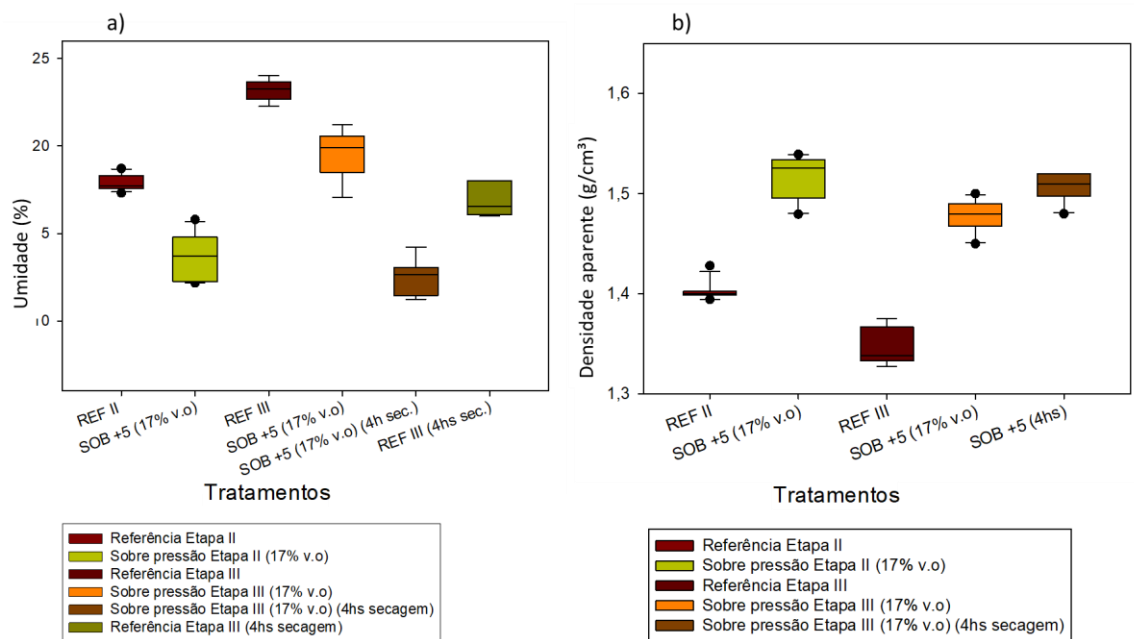 a)
Umidade (%)
25
20
5
10
REF II
SOB +5 (17% v.o)
REF III
SOB +5 (17% v.o)
SOB +5 (17% v.o) (4h sec.)
REF III (4hs sec.)
Tratamentos
Referência Etapa II
Sobre pressão Etapa II (17% v.o)
Referência Etapa III
Sobre pressão Etapa III (17% v.o)
Sobre pressão Etapa III (17% v.o) (4hs secagem)
Referência Etapa III (4hs secagem)
b)
Densidade aparente (g/cm³)
1,6
1,5
1,4
1,3
REF II
SOB +5 (17% v.o)
REF III
SOB +5 (17% v.o)
SOB +5 (4hs)
Tratamentos
Referência Etapa II
Sobre pressão Etapa II (17% v.o)
Referência Etapa III
Sobre pressão Etapa III (17% v.o)
Sobre pressão Etapa III (17% v.o) (4hs secagem)